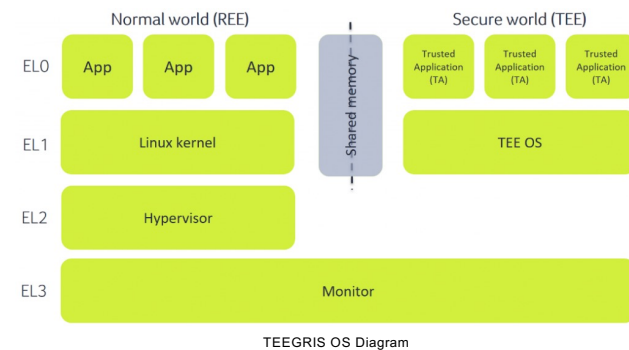 Normal world (REE)
Secure world (TEE)
EL0
App
App
App
Shared memory
Trusted
Application
(TA)
Trusted
Application
(TA)
Trusted
Application
(TA)
EL1
Linux kernel
TEE OS
EL2
Hypervisor
EL3
Monitor
TEEGRIS OS Diagram